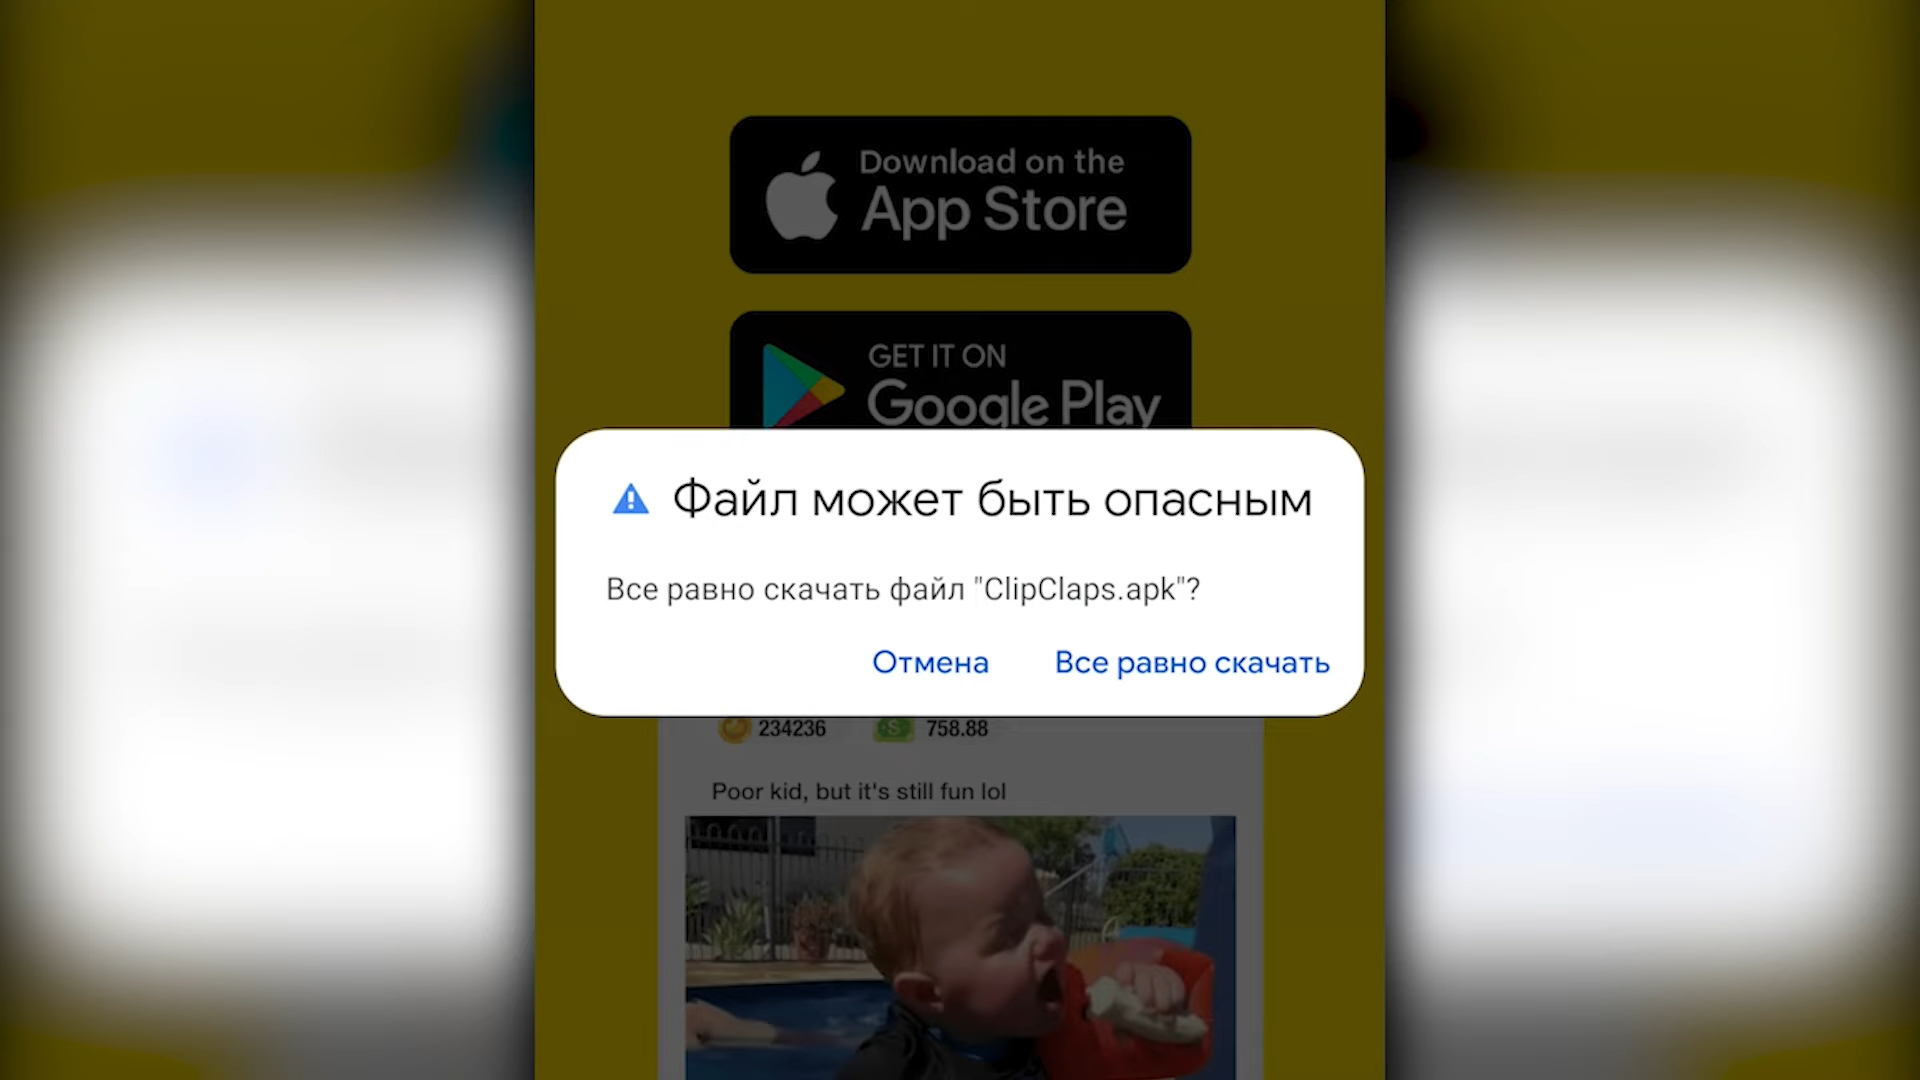 Download on the
App Store
GET IT ON
Google Play
Файл может быть опасным
Все равно скачать файл "ClipClaps.apk"?
Отмена Все равно скачать
234236 758.88
Poor kid, but it's still fun lol